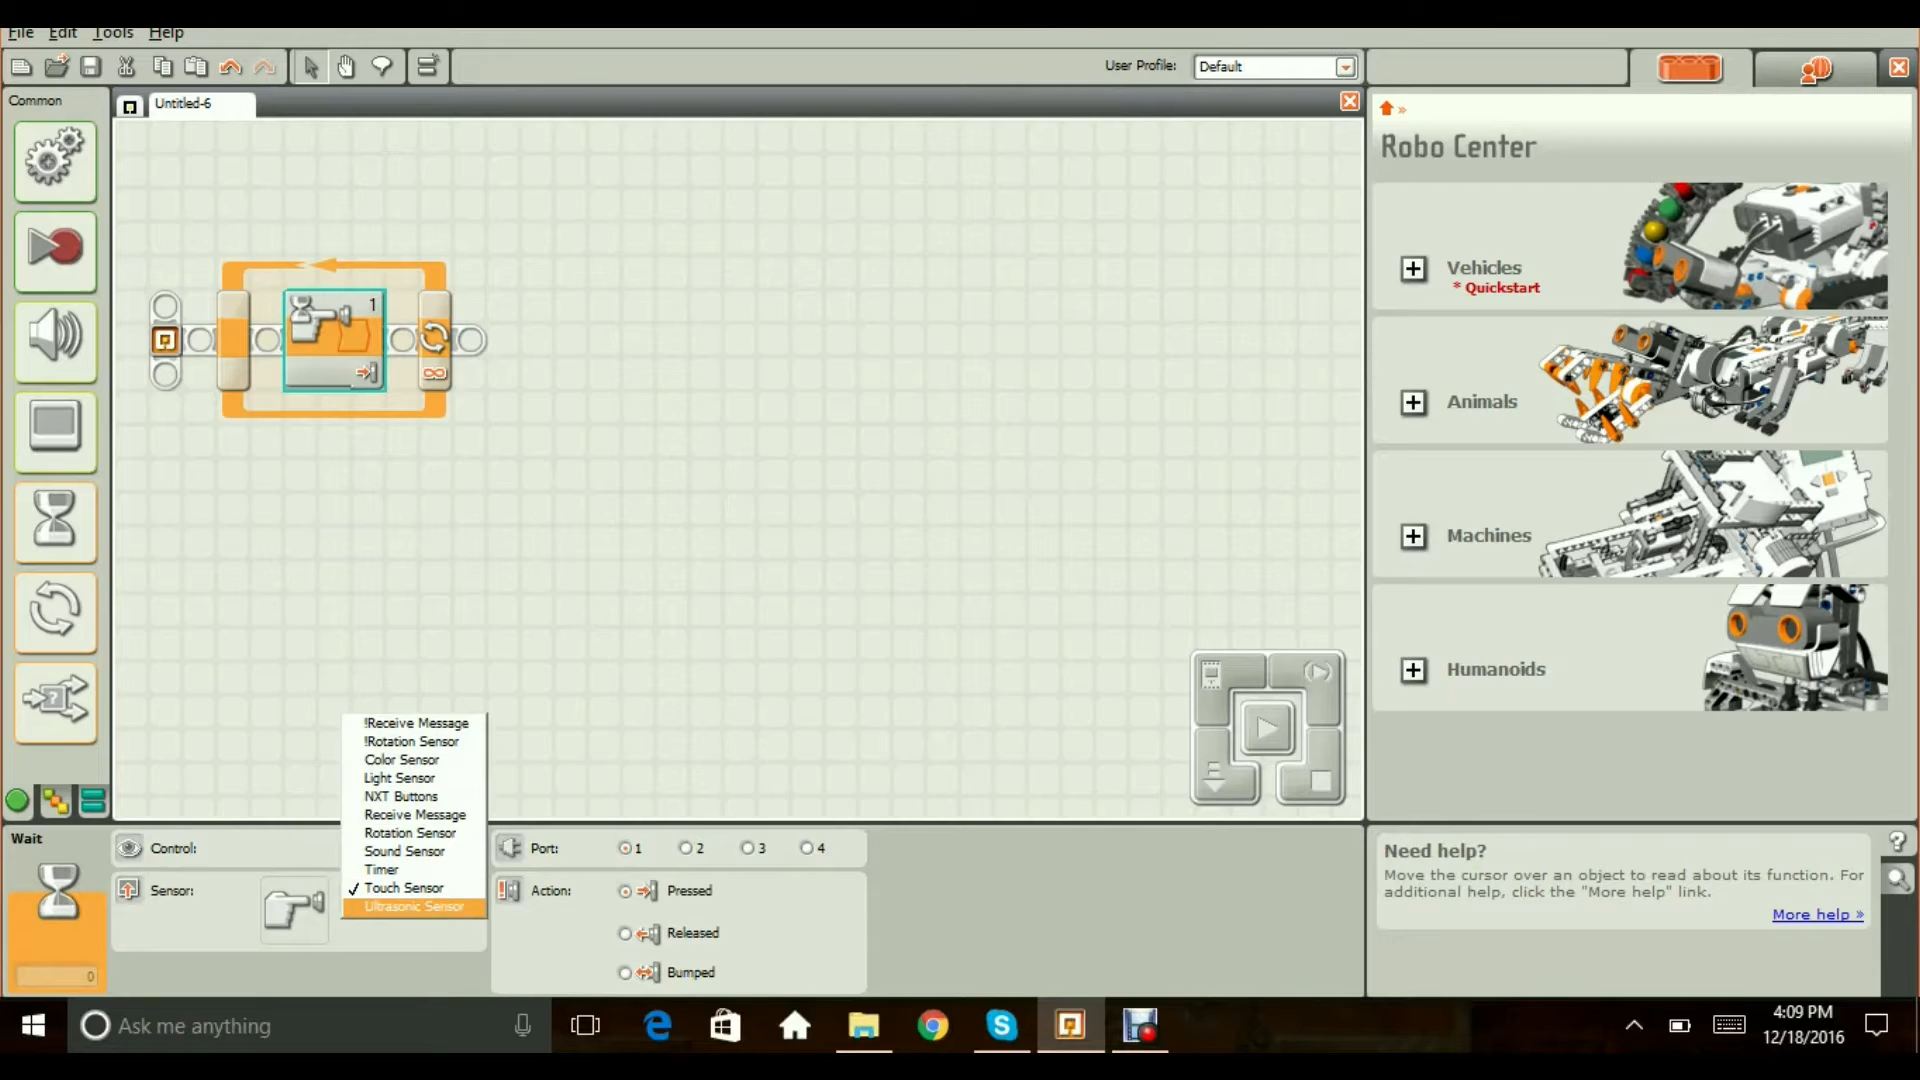 File Edit Tools Help
User Profile: Default
Common
Untitled-6
Robo Center
Vehicles
* Quickstart
Animals
Machines
Humanoids
1
!Receive Message
!Rotation Sensor
Color Sensor
Light Sensor
NXT Buttons
Receive Message
Rotation Sensor
Sound Sensor
Timer
Touch Sensor
Ultrasonic Sensor
Wait
0
Control:
Sensor:
Port: 1 2 3 4
Action: Pressed
Released
Bumped
Need help?
Move the cursor over an object to read about its function. For
additional help, click the "More help" link.
More help »
Ask me anything
4:09 PM
12/18/2016